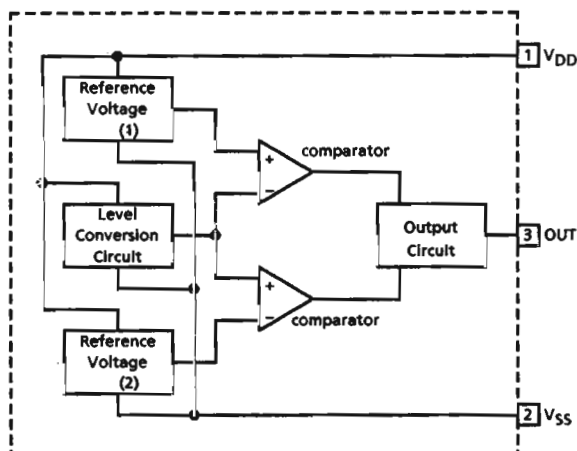 1 VDD
Reference
Voltage
(1)
comparator
+
−
Level
Conversion
Circuit
Output
Circuit
3 OUT
+
−
comparator
Reference
Voltage
(2)
2 VSS